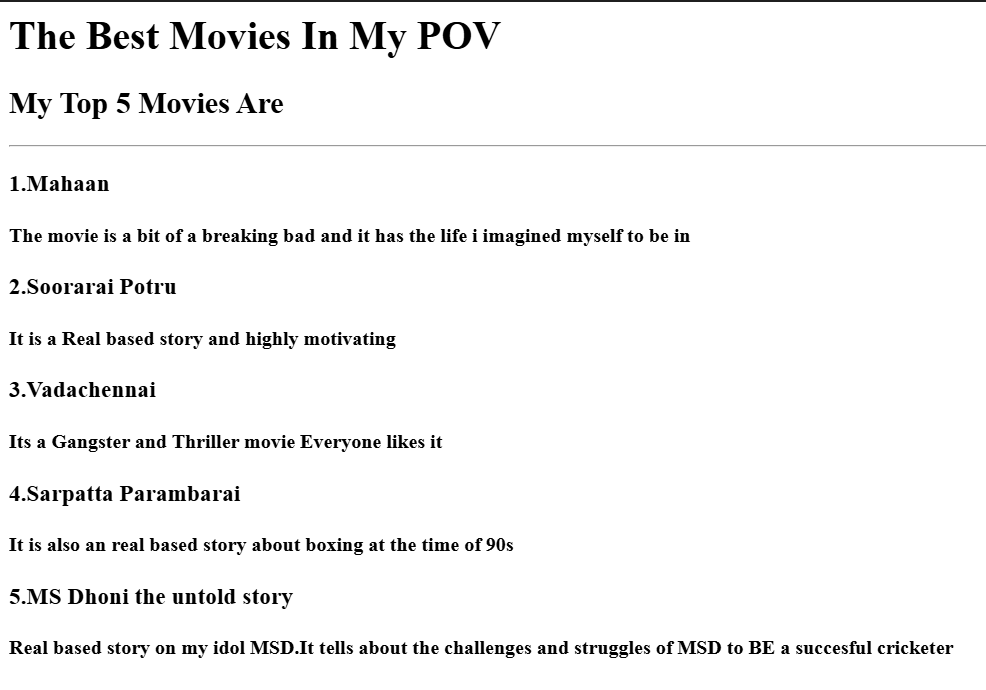 The Best Movies In My POV
My Top 5 Movies Are
1.Mahaan
The movie is a bit of a breaking bad and it has the life i imagined myself to be in
2.Soorarai Potru
It is a Real based story and highly motivating
3.Vadachennai
Its a Gangster and Thriller movie Everyone likes it
4.Sarpatta Parambarai
It is also an real based story about boxing at the time of 90s
5.MS Dhoni the untold story
Real based story on my idol MSD.It tells about the challenges and struggles of MSD to BE a succesful cricketer